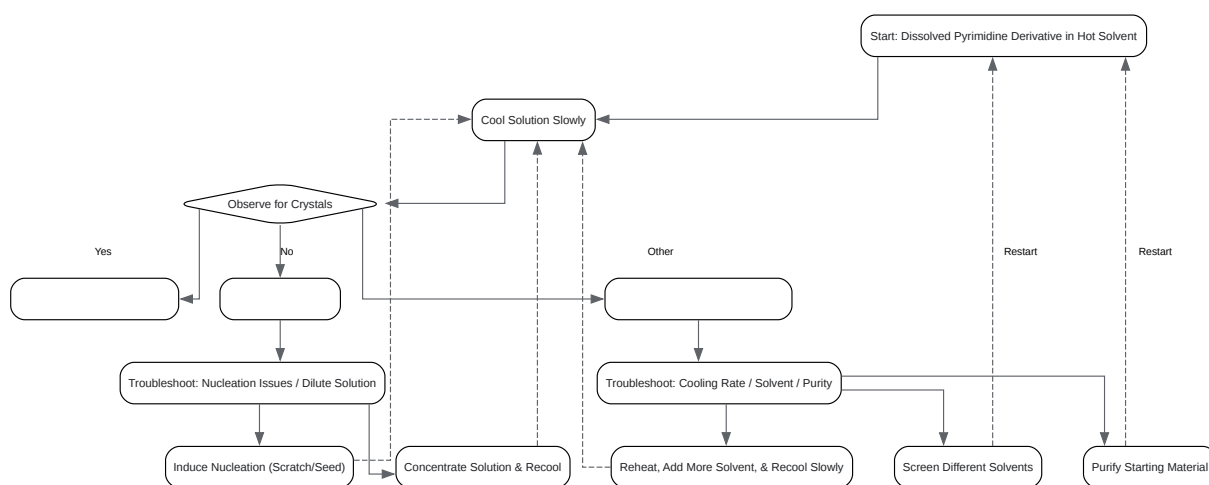 Start: Dissolved Pyrimidine Derivative in Hot Solvent
Cool Solution Slowly
Observe for Crystals
Yes
No
Other
Restart
Restart
Troubleshoot: Nucleation Issues / Dilute Solution
Troubleshoot: Cooling Rate / Solvent / Purity
Induce Nucleation (Scratch/Seed)
Concentrate Solution & Recool
Reheat, Add More Solvent, & Recool Slowly
Screen Different Solvents
Purify Starting Material